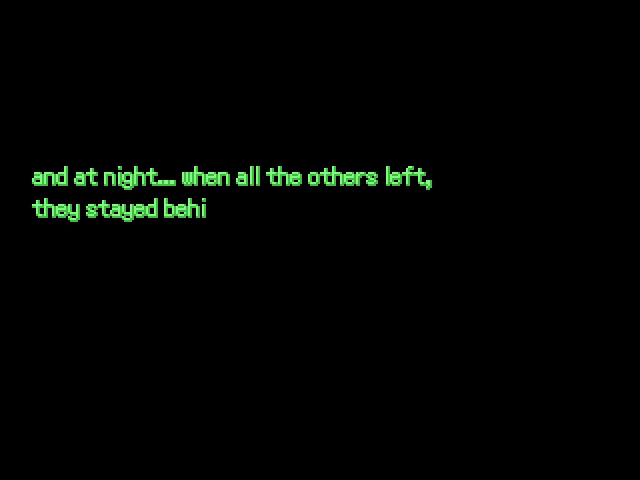 and at night... when all the others left,
they stayed behi